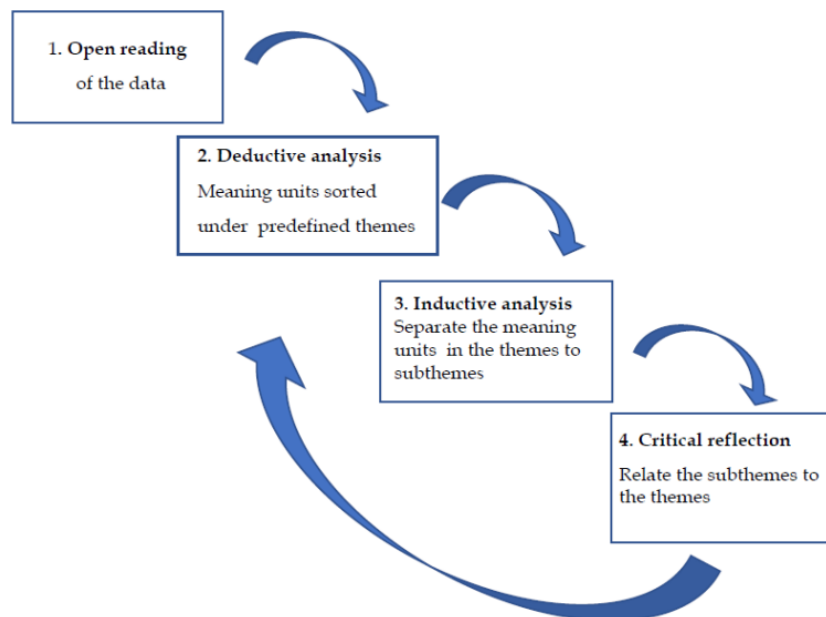 1. Open reading
of the data
2. Deductive analysis
Meaning units sorted
under predefined themes
3. Inductive analysis
Separate the meaning
units in the themes to
subthemes
4. Critical reflection
Relate the subthemes to
the themes